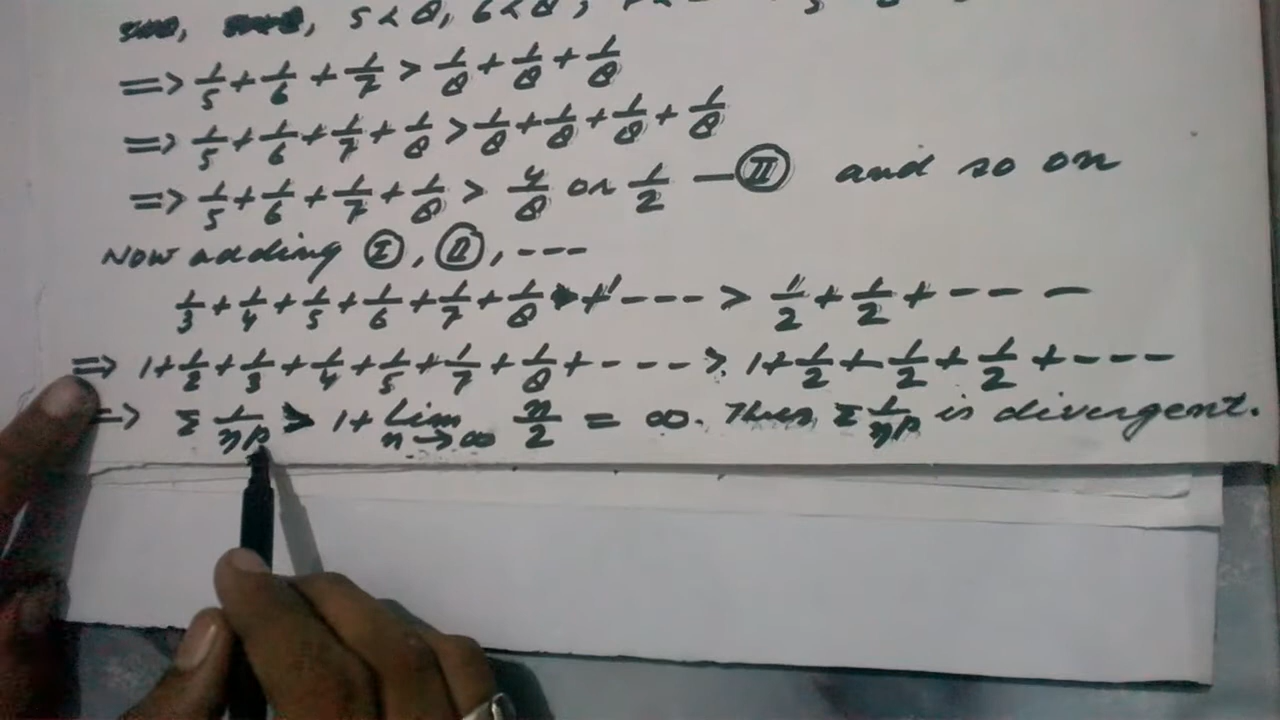 5 < 8, 6 < 8,
=> 1/5 + 1/6 + 1/7 > 1/8 + 1/8 + 1/8
=> 1/5 + 1/6 + 1/7 + 1/8 > 1/8 + 1/8 + 1/8 + 1/8
=> 1/5 + 1/6 + 1/7 + 1/8 > 4/8 or 1/2 — II and so on
Now adding I, II, ---
1/3 + 1/4 + 1/5 + 1/6 + 1/7 + 1/8 + ---- > 1/2 + 1/2 + ----
=> 1 + 1/2 + 1/3 + 1/4 + 1/5 + 1/7 + 1/8 + ---- > 1 + 1/2 + 1/2 + 1/2 + ----
=> Σ 1/n^p > 1 + lim n→∞ n/2 = ∞. Thus, Σ 1/n^p is divergent.